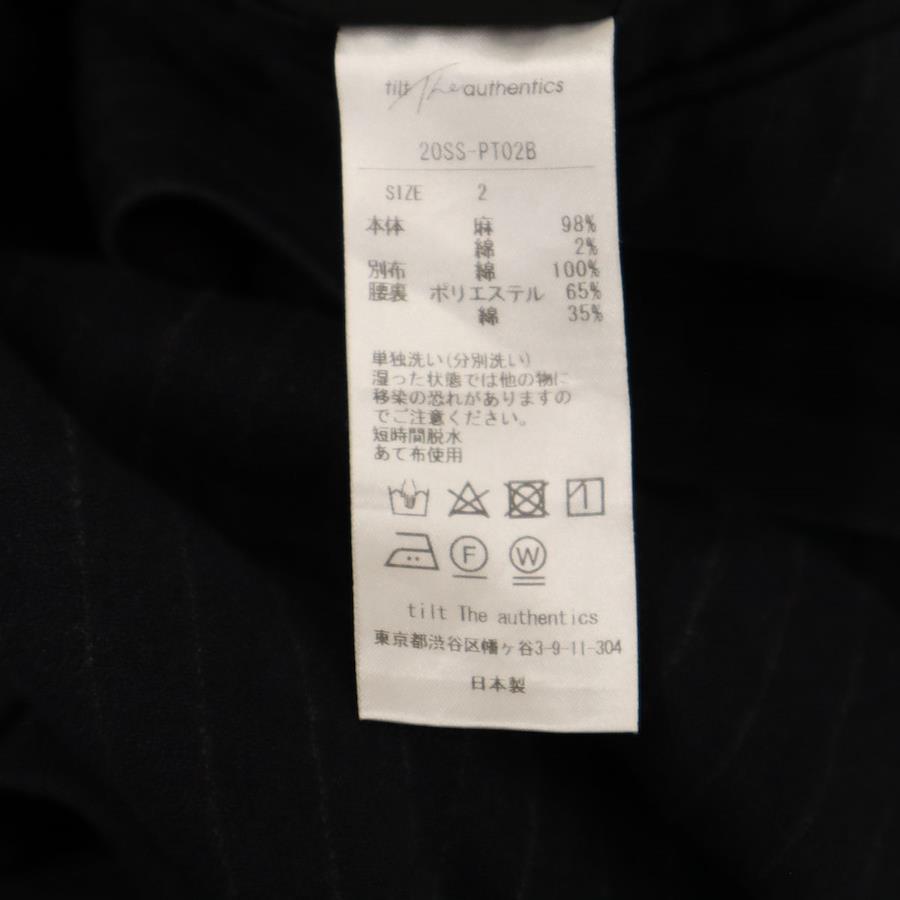 tilt The authentics
20SS-PT02B
SIZE 2
本体 麻 98%
綿 2%
別布 綿 100%
腰裏 ポリエステル 65%
綿 35%
単独洗い(分別洗い)
湿った状態では他の物に
移染の恐れがありますの
でご注意ください。
短時間脱水
あて布使用
F W
tilt The authentics
東京都渋谷区幡ヶ谷3-9-11-304
日本製